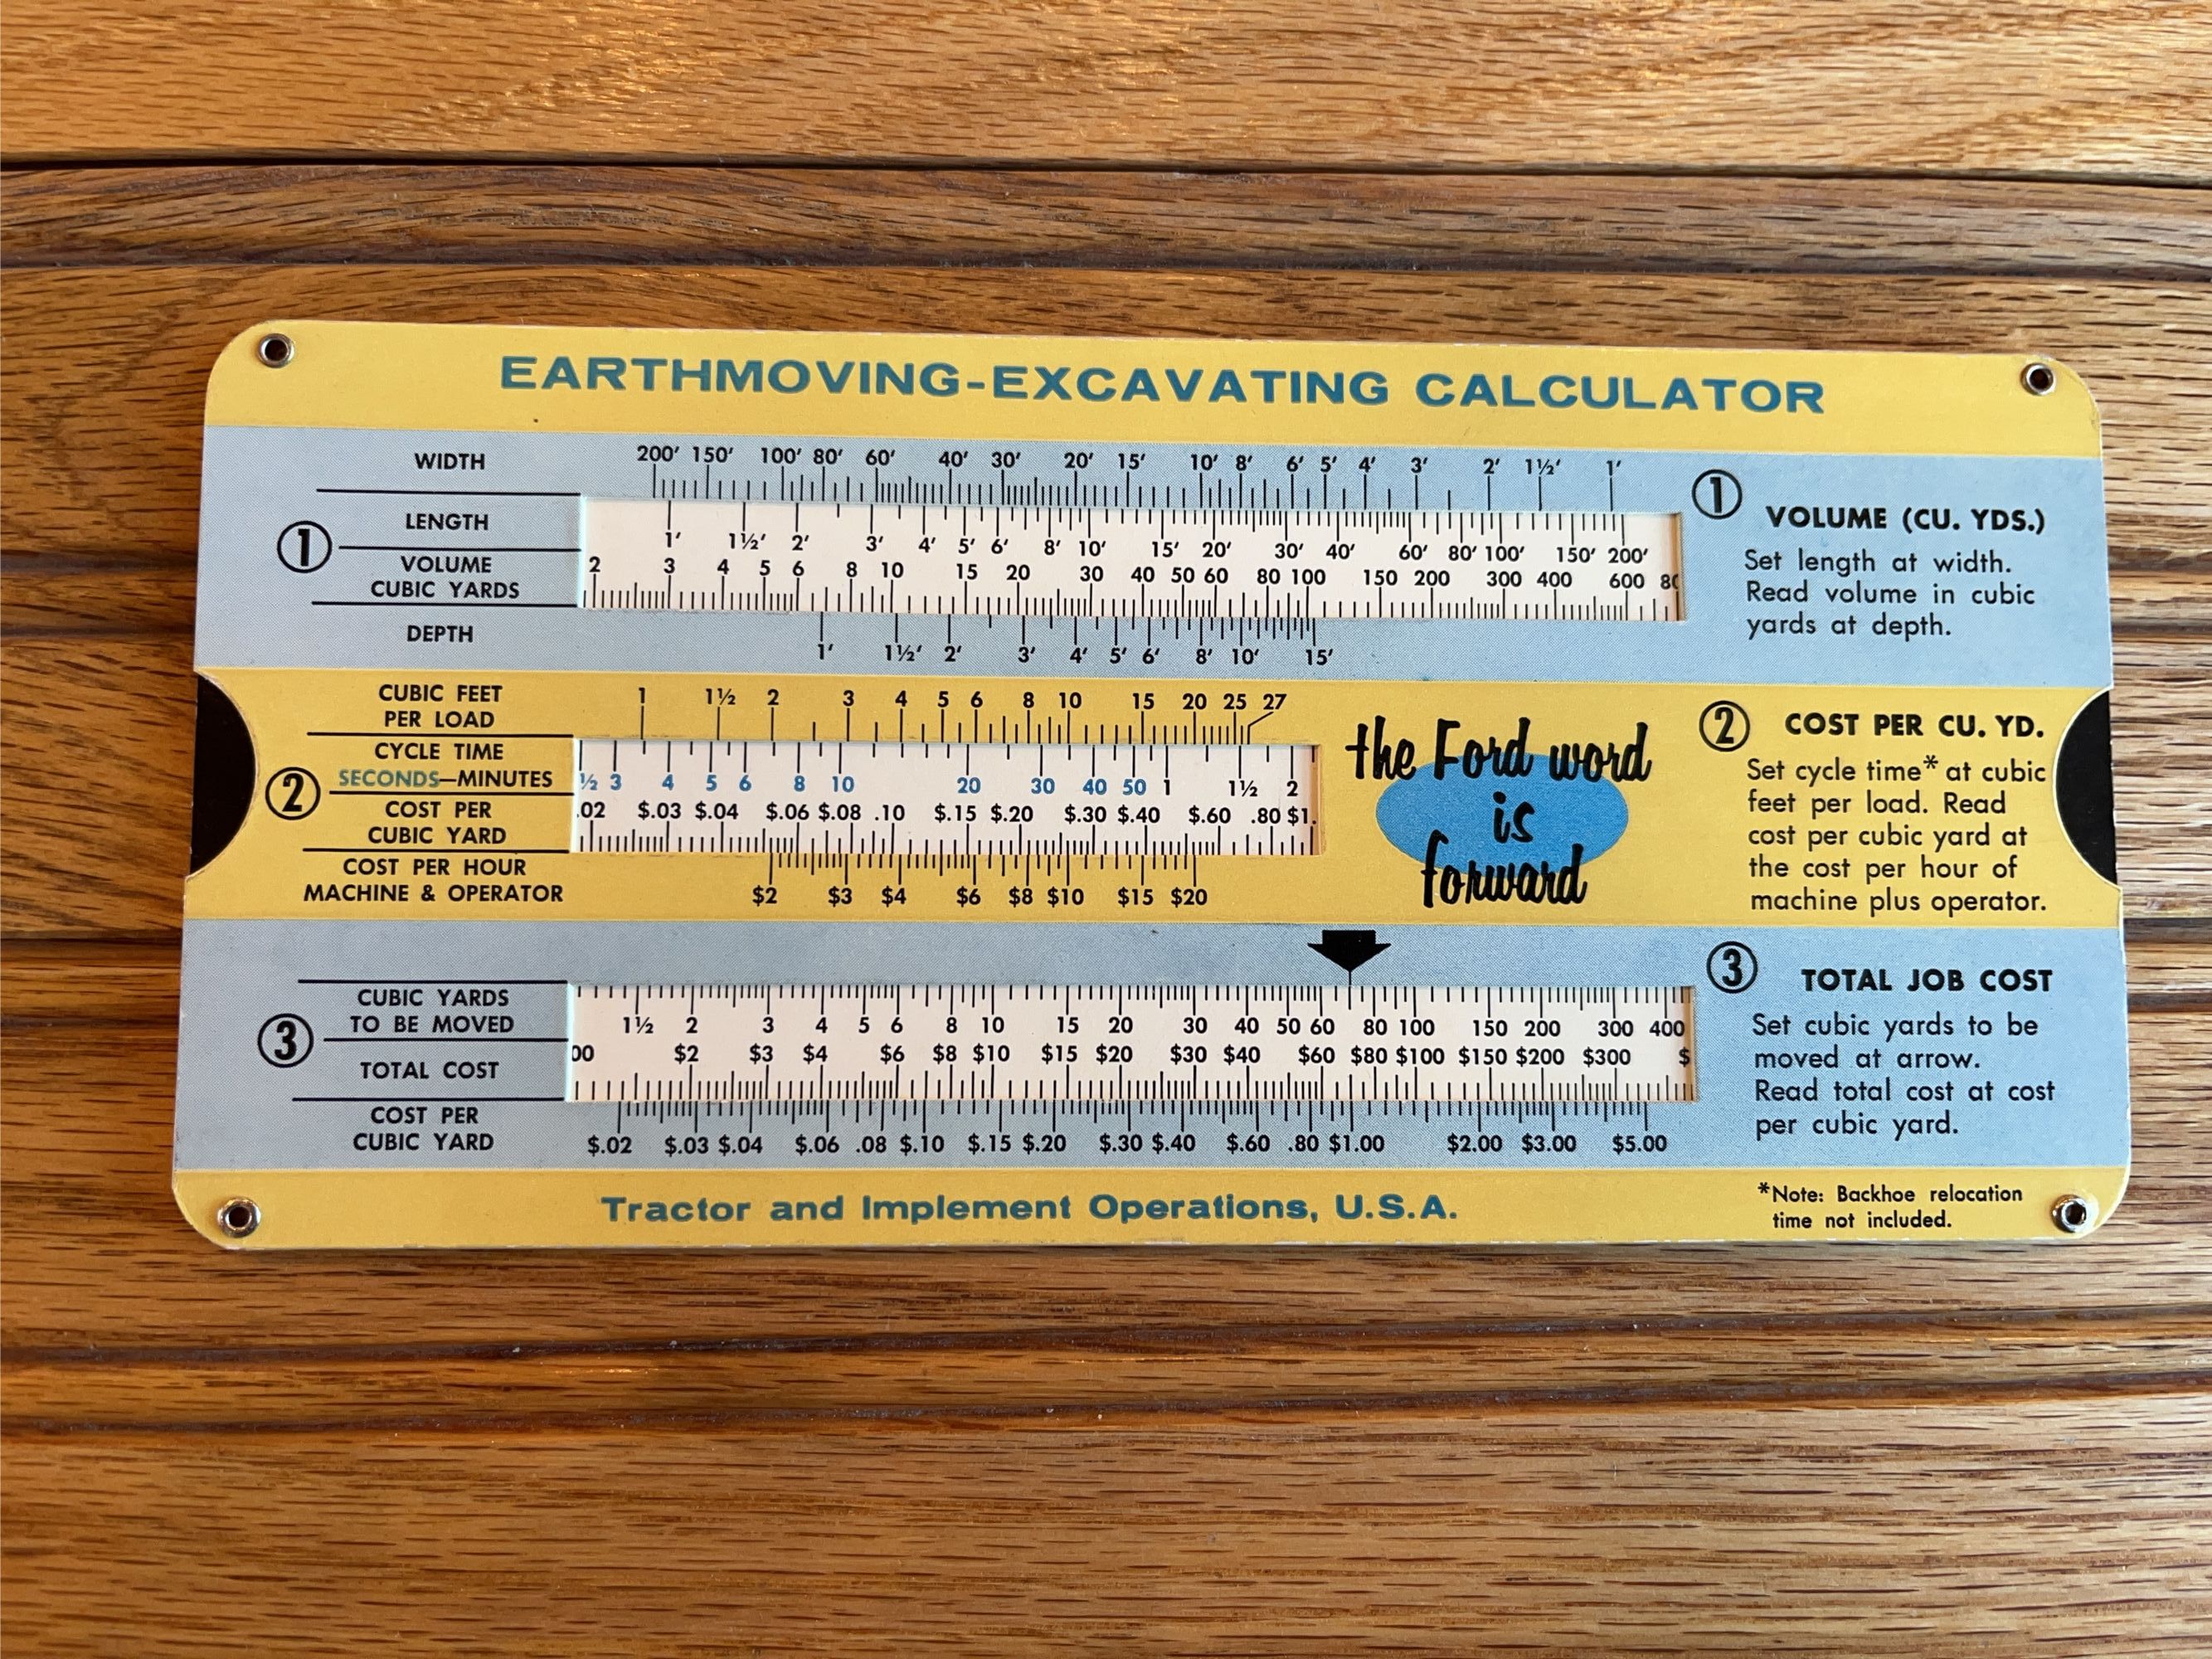 EARTHMOVING-EXCAVATING CALCULATOR
WIDTH 200' 150' 100' 80' 60' 40' 30' 20' 15' 10' 8' 6' 5' 4' 3' 2' 1½' 1'
1
LENGTH 1' 1½' 2' 3' 4' 5' 6' 8' 10' 15' 20' 30' 40' 60' 80' 100' 150' 200'
VOLUME
CUBIC YARDS 2 3 4 5 6 8 10 15 20 30 40 50 60 80 100 150 200 300 400 600 80
DEPTH 1' 1½' 2' 3' 4' 5' 6' 8' 10' 15'
1 VOLUME (CU. YDS.)
Set length at width.
Read volume in cubic
yards at depth.
CUBIC FEET
PER LOAD 1 1½ 2 3 4 5 6 8 10 15 20 25 27
2
CYCLE TIME
SECONDS—MINUTES ½ 3 4 5 6 8 10 20 30 40 50 1 1½ 2
COST PER
CUBIC YARD .02 $.03 $.04 $.06 $.08 .10 $.15 $.20 $.30 $.40 $.60 .80 $1.
COST PER HOUR
MACHINE & OPERATOR $2 $3 $4 $6 $8 $10 $15 $20
the Ford word
is
forward
2 COST PER CU. YD.
Set cycle time* at cubic
feet per load. Read
cost per cubic yard at
the cost per hour of
machine plus operator.
3
CUBIC YARDS
TO BE MOVED 1½ 2 3 4 5 6 8 10 15 20 30 40 50 60 80 100 150 200 300 400
TOTAL COST 00 $2 $3 $4 $6 $8 $10 $15 $20 $30 $40 $60 $80 $100 $150 $200 $300 $
COST PER
CUBIC YARD $.02 $.03 $.04 $.06 .08 $.10 $.15 $.20 $.30 $.40 $.60 .80 $1.00 $2.00 $3.00 $5.00
3 TOTAL JOB COST
Set cubic yards to be
moved at arrow.
Read total cost at cost
per cubic yard.
Tractor and Implement Operations, U.S.A.
*Note: Backhoe relocation
time not included.